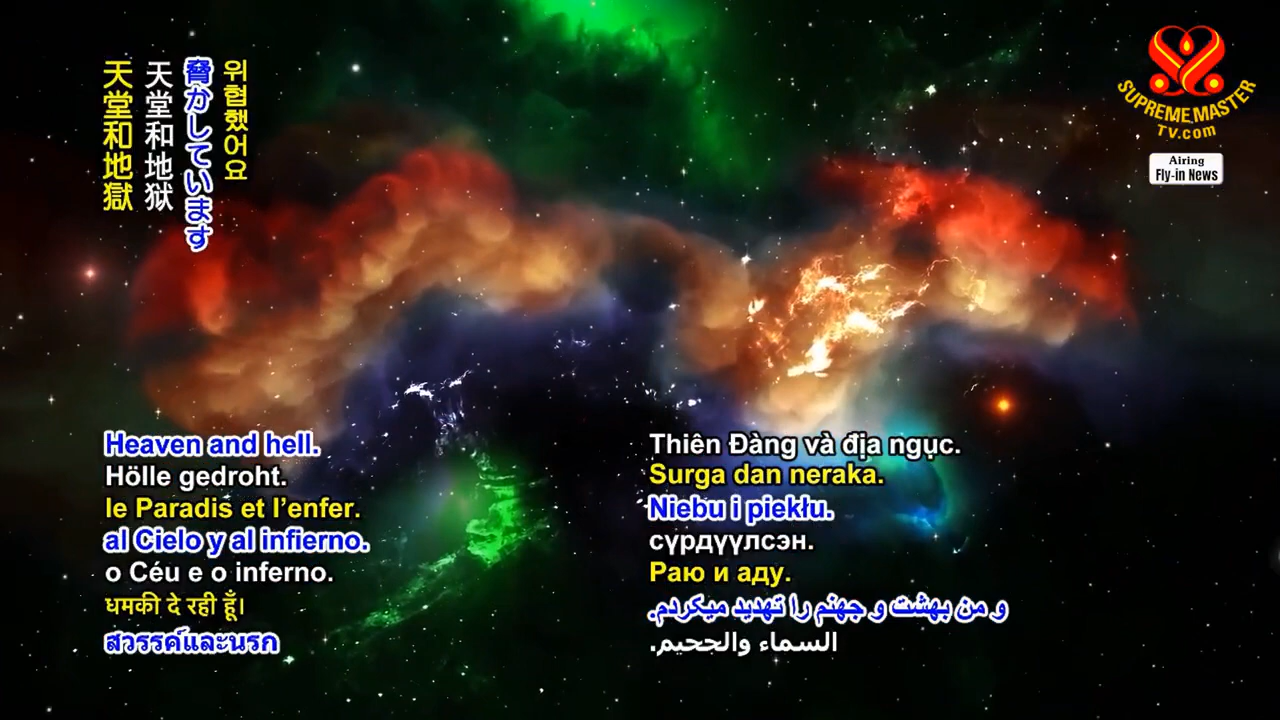 天堂和地獄
天堂和地狱
脅かしています
위협했어요
SUPREME MASTER
TV.com
Airing
Fly-in News
Heaven and hell.
Hölle gedroht.
le Paradis et l’enfer.
al Cielo y al infierno.
o Céu e o inferno.
धमकी दे रही हूँ।
สวรรค์และนรก
Thiên Đàng và địa ngục.
Surga dan neraka.
Niebu i piekłu.
сүрдүүлсэн.
Раю и аду.
و من بهشت و جهنم را تهدید میکردم.
السماء والجحيم.